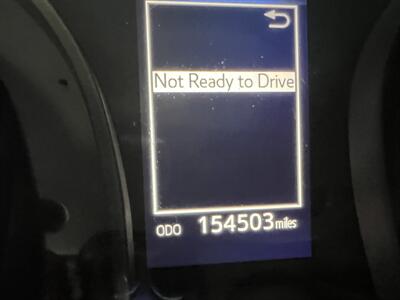 Not Ready to Drive
ODO 154503 miles